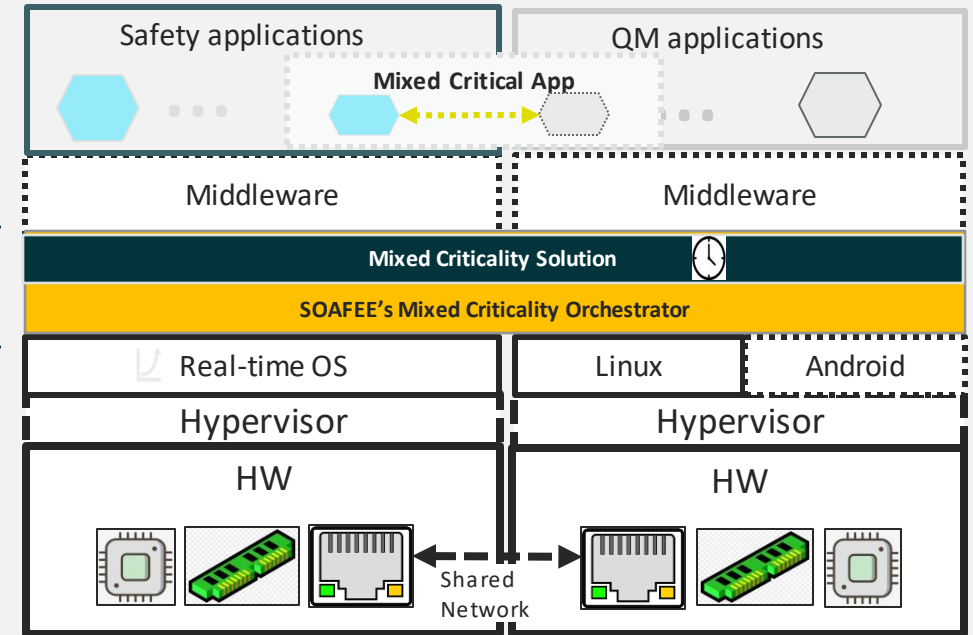 Safety applications
QM applications
Mixed Critical App
Middleware
Middleware
Mixed Criticality Solution
SOAFEE's Mixed Criticality Orchestrator
Real-time OS
Linux
Android
Hypervisor
Hypervisor
HW
HW
Shared
Network